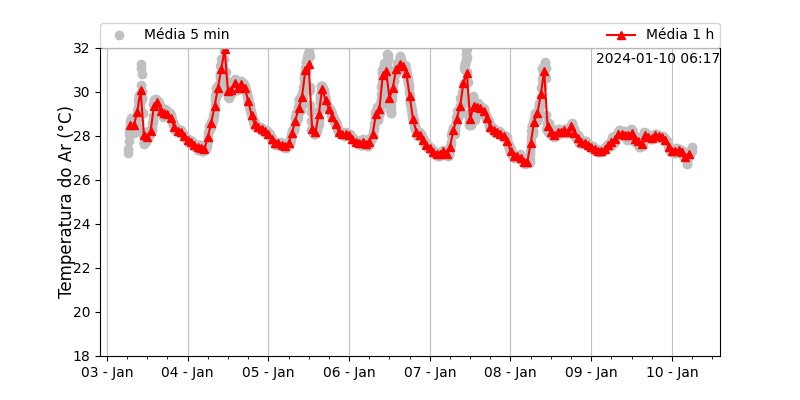 Média 5 min
Média 1 h
2024-01-10 06:17
Temperatura do Ar (°C)
32
30
28
26
24
22
20
18
03 - Jan
04 - Jan
05 - Jan
06 - Jan
07 - Jan
08 - Jan
09 - Jan
10 - Jan